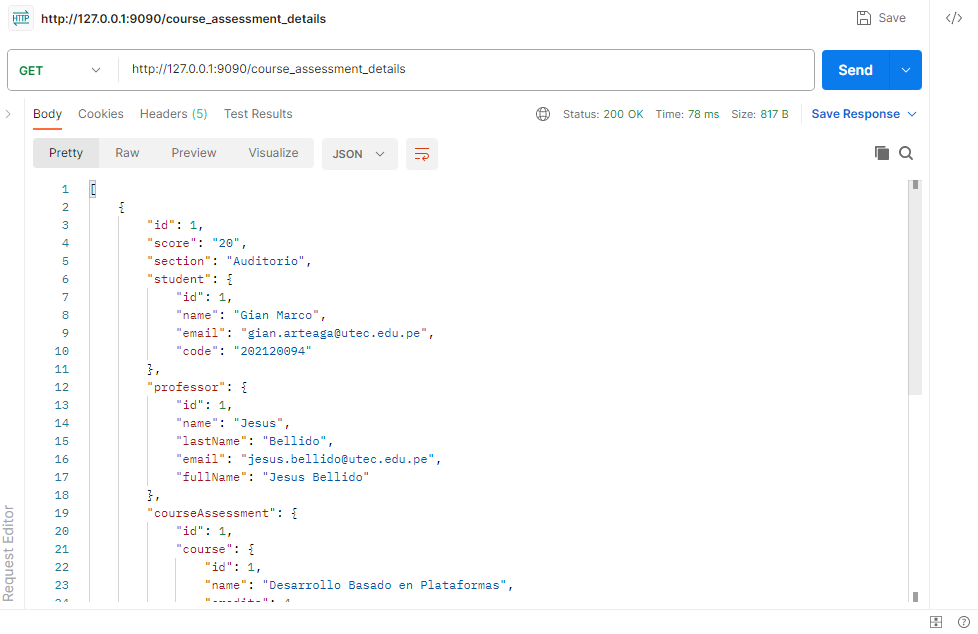 HTTP http://127.0.0.1:9090/course_assessment_details Save
GET http://127.0.0.1:9090/course_assessment_details Send
Body Cookies Headers (5) Test Results Status: 200 OK Time: 78 ms Size: 817 B Save Response
Pretty Raw Preview Visualize JSON
1 [
2 {
3 "id": 1,
4 "score": "20",
5 "section": "Auditorio",
6 "student": {
7 "id": 1,
8 "name": "Gian Marco",
9 "email": "gian.arteaga@utec.edu.pe",
10 "code": "202120094"
11 },
12 "professor": {
13 "id": 1,
14 "name": "Jesus",
15 "lastName": "Bellido",
16 "email": "jesus.bellido@utec.edu.pe",
17 "fullName": "Jesus Bellido"
18 },
19 "courseAssessment": {
20 "id": 1,
21 "course": {
22 "id": 1,
23 "name": "Desarrollo Basado en Plataformas",
Request Editor